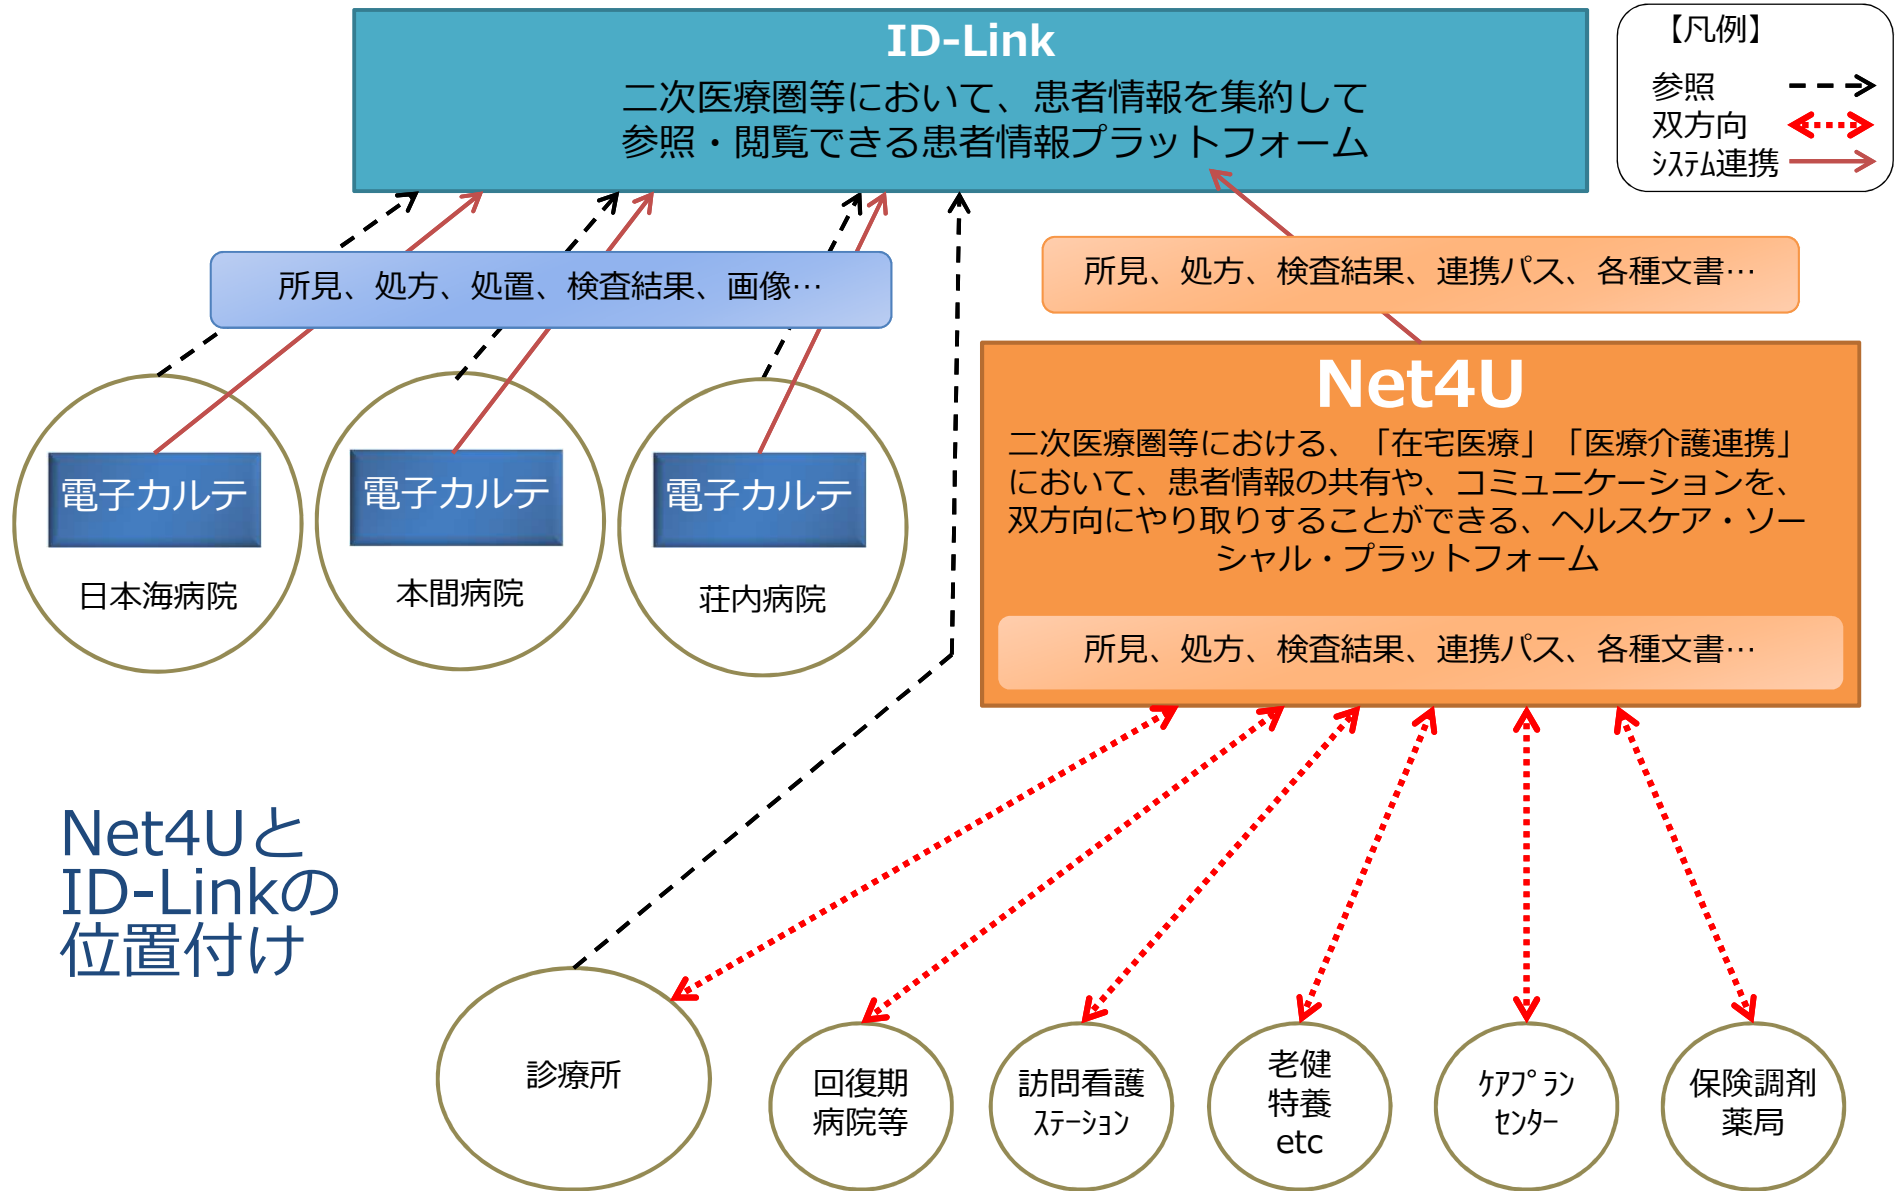 ID-Link
二次医療圏等において、患者情報を集約して
参照・閲覧できる患者情報プラットフォーム
【凡例】
参照
双方向
ｼｽﾃﾑ連携
所見、処方、処置、検査結果、画像…
所見、処方、検査結果、連携パス、各種文書…
電子カルテ
日本海病院
電子カルテ
本間病院
電子カルテ
荘内病院
Net4U
二次医療圏等における、「在宅医療」「医療介護連携」
において、患者情報の共有や、コミュニケーションを、
双方向にやり取りすることができる、ヘルスケア・ソー
シャル・プラットフォーム
所見、処方、検査結果、連携パス、各種文書…
Net4Uと
ID-Linkの
位置付け
診療所
回復期
病院等
訪問看護
ｽﾃｰｼｮﾝ
老健
特養
etc
ｹｱﾌﾟﾗﾝ
ｾﾝﾀｰ
保険調剤
薬局